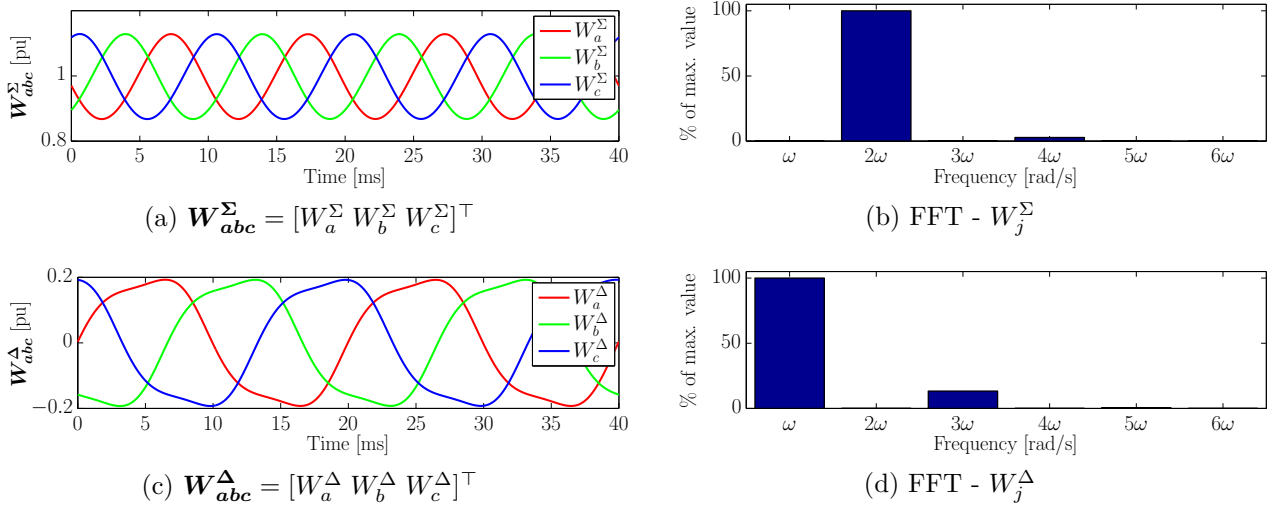 W^Σ_abc [pu]
1
0.8
0 5 10 15 20 25 30 35 40
Time [ms]
W^Σ_a
W^Σ_b
W^Σ_c
(a) W^Σ_abc = [W^Σ_a W^Σ_b W^Σ_c]^⊤
% of max. value
100
50
0
ω 2ω 3ω 4ω 5ω 6ω
Frequency [rad/s]
(b) FFT - W^Σ_j
W^Δ_abc [pu]
0.2
0
−0.2
0 5 10 15 20 25 30 35 40
Time [ms]
W^Δ_a
W^Δ_b
W^Δ_c
(c) W^Δ_abc = [W^Δ_a W^Δ_b W^Δ_c]^⊤
% of max. value
100
50
0
ω 2ω 3ω 4ω 5ω 6ω
Frequency [rad/s]
(d) FFT - W^Δ_j